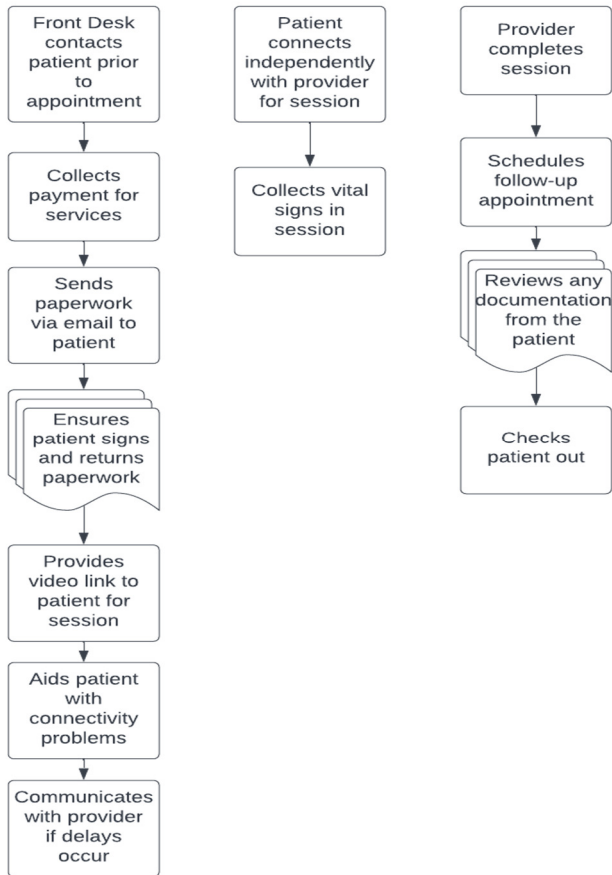 Front Desk
contacts
patient prior
to
appointment
Collects
payment for
services
Sends
paperwork
via email to
patient
Ensures
patient signs
and returns
paperwork
Provides
video link to
patient for
session
Aids patient
with
connectivity
problems
Communicates
with provider
if delays
occur
Patient
connects
independently
with provider
for session
Collects vital
signs in
session
Provider
completes
session
Schedules
follow-up
appointment
Reviews any
documentation
from the
patient
Checks
patient out